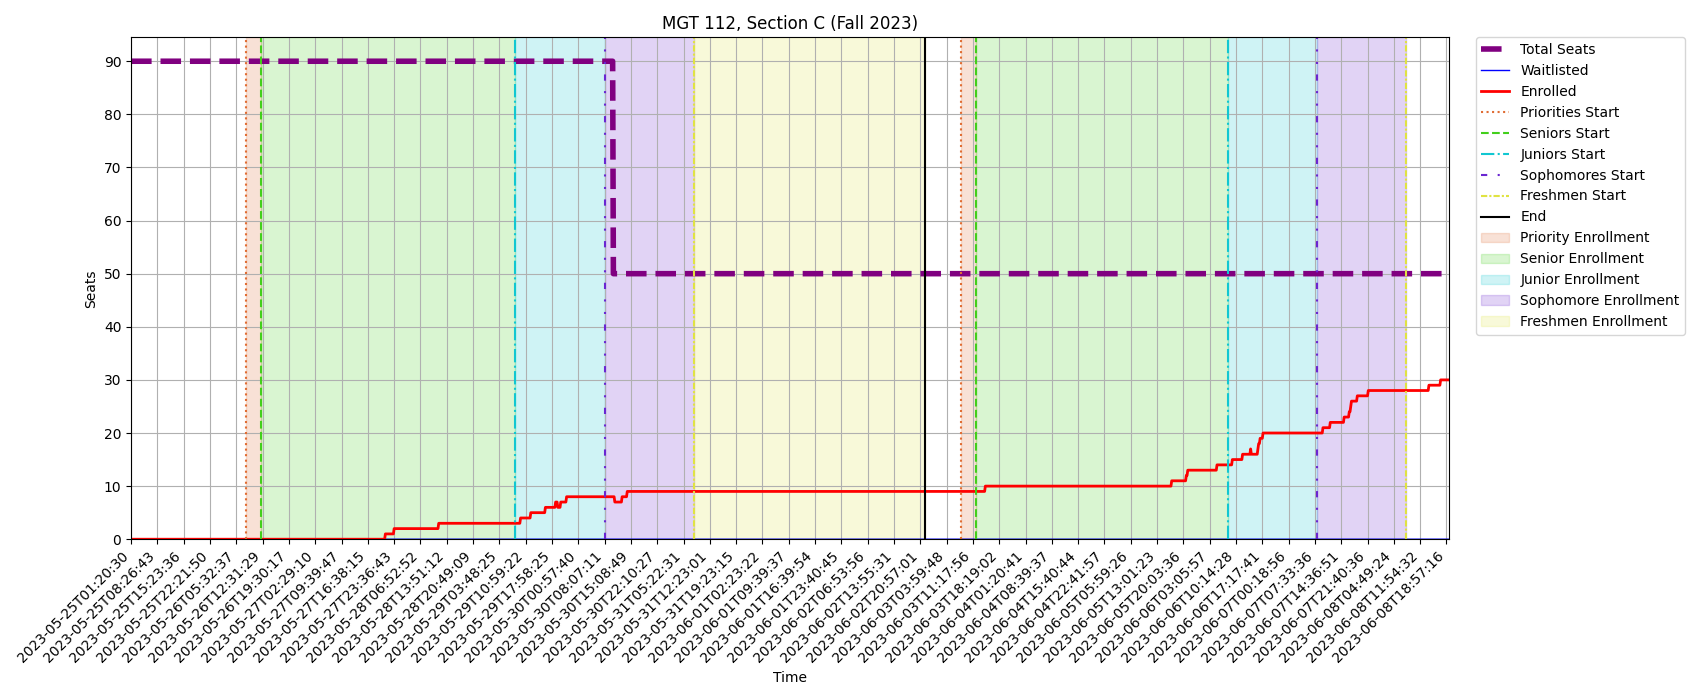 MGT 112, Section C (Fall 2023)
Seats
90
80
70
60
50
40
30
20
10
0
2023-05-25T01:20:30
2023-05-25T08:26:43
2023-05-25T15:23:36
2023-05-25T22:21:50
2023-05-26T05:32:37
2023-05-26T12:31:29
2023-05-26T19:30:17
2023-05-27T02:29:10
2023-05-27T09:39:47
2023-05-27T16:38:15
2023-05-27T23:36:43
2023-05-28T06:52:52
2023-05-28T13:51:12
2023-05-28T20:49:09
2023-05-29T03:48:25
2023-05-29T10:59:22
2023-05-29T17:58:25
2023-05-30T00:57:40
2023-05-30T08:07:11
2023-05-30T15:08:49
2023-05-30T22:10:27
2023-05-31T05:22:31
2023-05-31T12:23:01
2023-05-31T19:23:15
2023-06-01T02:23:22
2023-06-01T09:39:37
2023-06-01T16:39:54
2023-06-01T23:40:45
2023-06-02T06:53:56
2023-06-02T13:55:31
2023-06-02T20:57:01
2023-06-03T03:59:48
2023-06-03T11:17:56
2023-06-03T18:19:02
2023-06-04T01:20:41
2023-06-04T08:39:37
2023-06-04T15:40:44
2023-06-04T22:41:57
2023-06-05T05:59:26
2023-06-05T13:01:23
2023-06-05T20:03:36
2023-06-06T03:05:57
2023-06-06T10:14:28
2023-06-06T17:17:41
2023-06-07T00:18:56
2023-06-07T07:33:36
2023-06-07T14:36:51
2023-06-07T21:40:36
2023-06-08T04:49:24
2023-06-08T11:54:32
2023-06-08T18:57:16
Time
Total Seats
Waitlisted
Enrolled
Priorities Start
Seniors Start
Juniors Start
Sophomores Start
Freshmen Start
End
Priority Enrollment
Senior Enrollment
Junior Enrollment
Sophomore Enrollment
Freshmen Enrollment